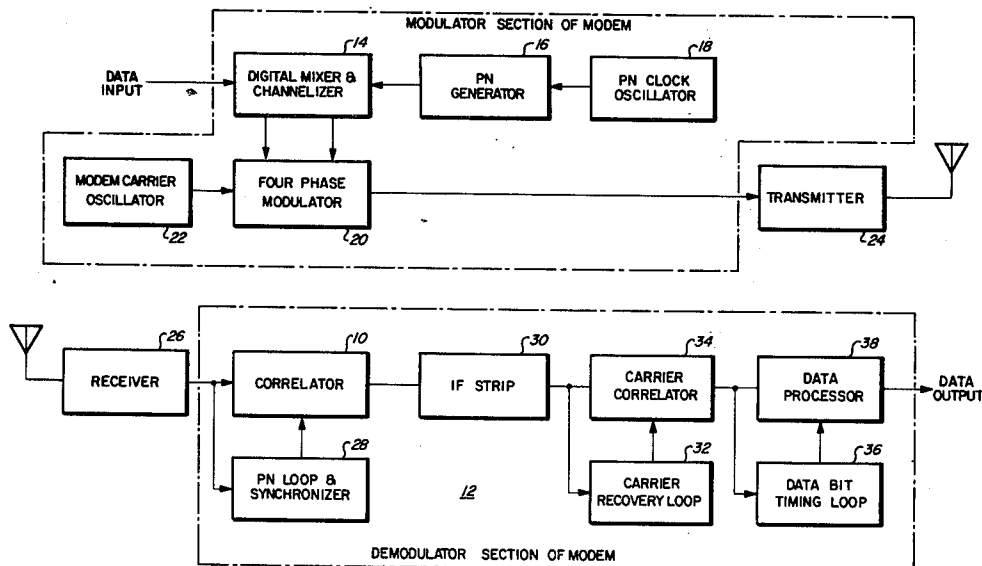 MODULATOR SECTION OF MODEM
14
16
18
DATA
INPUT
DIGITAL MIXER &
CHANNELIZER
PN
GENERATOR
PN CLOCK
OSCILLATOR
MODEM CARRIER
OSCILLATOR
22
FOUR PHASE
MODULATOR
20
TRANSMITTER
24
26
RECEIVER
10
CORRELATOR
30
IF STRIP
34
CARRIER
CORRELATOR
38
DATA
PROCESSOR
DATA
OUTPUT
28
PN LOOP &
SYNCHRONIZER
12
32
CARRIER
RECOVERY LOOP
36
DATA BIT
TIMING LOOP
DEMODULATOR SECTION OF MODEM